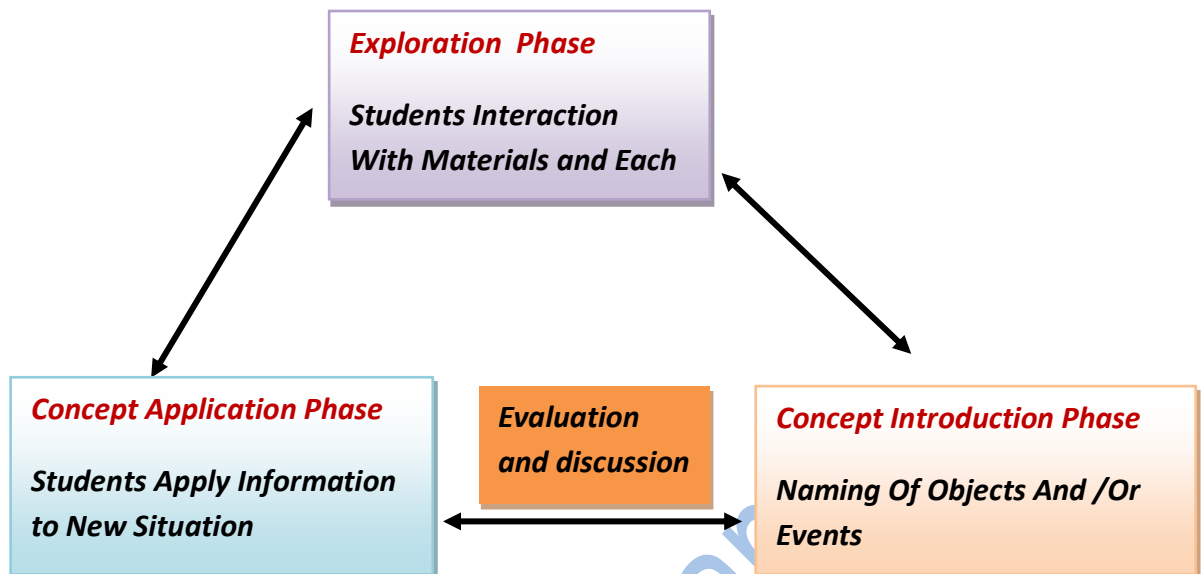 Exploration Phase
Students Interaction
With Materials and Each
Concept Application Phase
Students Apply Information
to New Situation
Evaluation
and discussion
Concept Introduction Phase
Naming Of Objects And /Or
Events